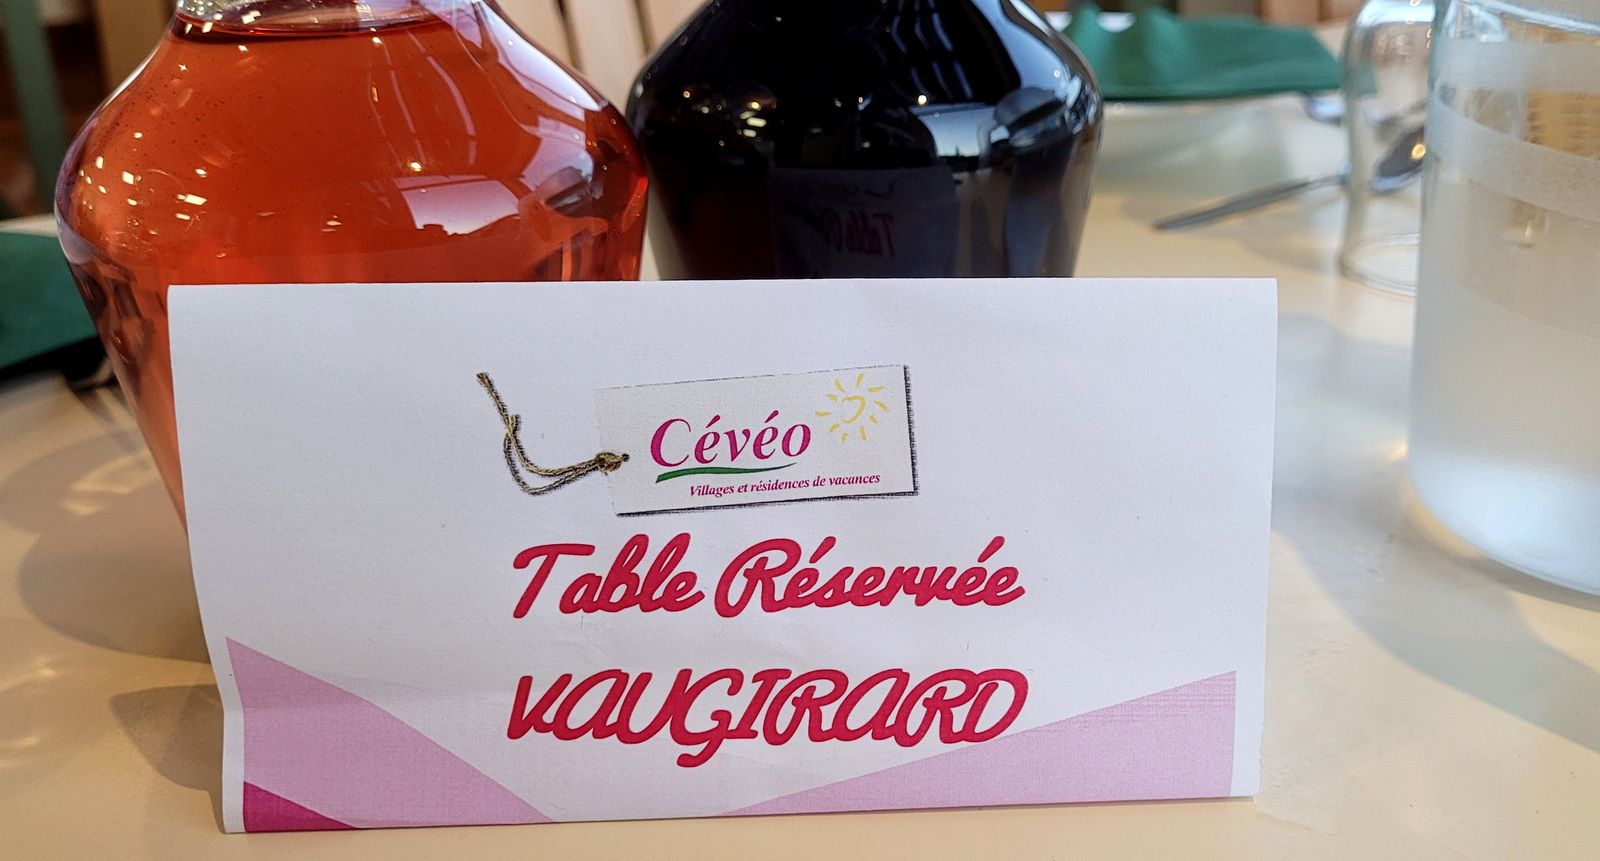 Cévéo
Villages et résidences de vacances
Table Réservée
VAUGIRARD